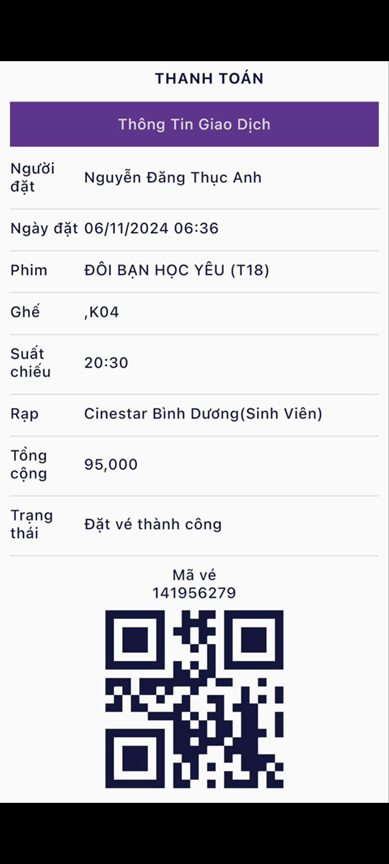 THANH TOÁN
Thông Tin Giao Dịch
Người đặt
Nguyễn Đăng Thục Anh
Ngày đặt 06/11/2024 06:36
Phim ĐÔI BẠN HỌC YÊU (T18)
Ghế ,K04
Suất chiếu
20:30
Rạp Cinestar Bình Dương(Sinh Viên)
Tổng cộng
95,000
Trạng thái
Đặt vé thành công
Mã vé
141956279